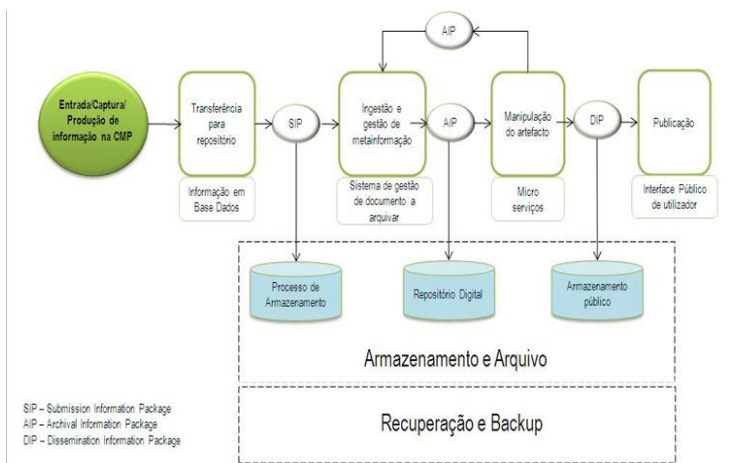 AIP
Entrada/Captura/
Produção de
informação na CMP
Transferência
para
repositório
SIP
Ingestão e
gestão de
metainformação
AIP
Manipulação
do artefacto
DIP
Publicação
Informação em
Base Dados
Sistema de gestão
de documento a
arquivar
Micro
serviços
Interface Público
de utilizador
Processo de
Armazenamento
Repositório Digital
Armazenamento
público
Armazenamento e Arquivo
SIP – Submission Information Package
AIP – Archival Information Package
DIP – Dissemination Information Package
Recuperação e Backup